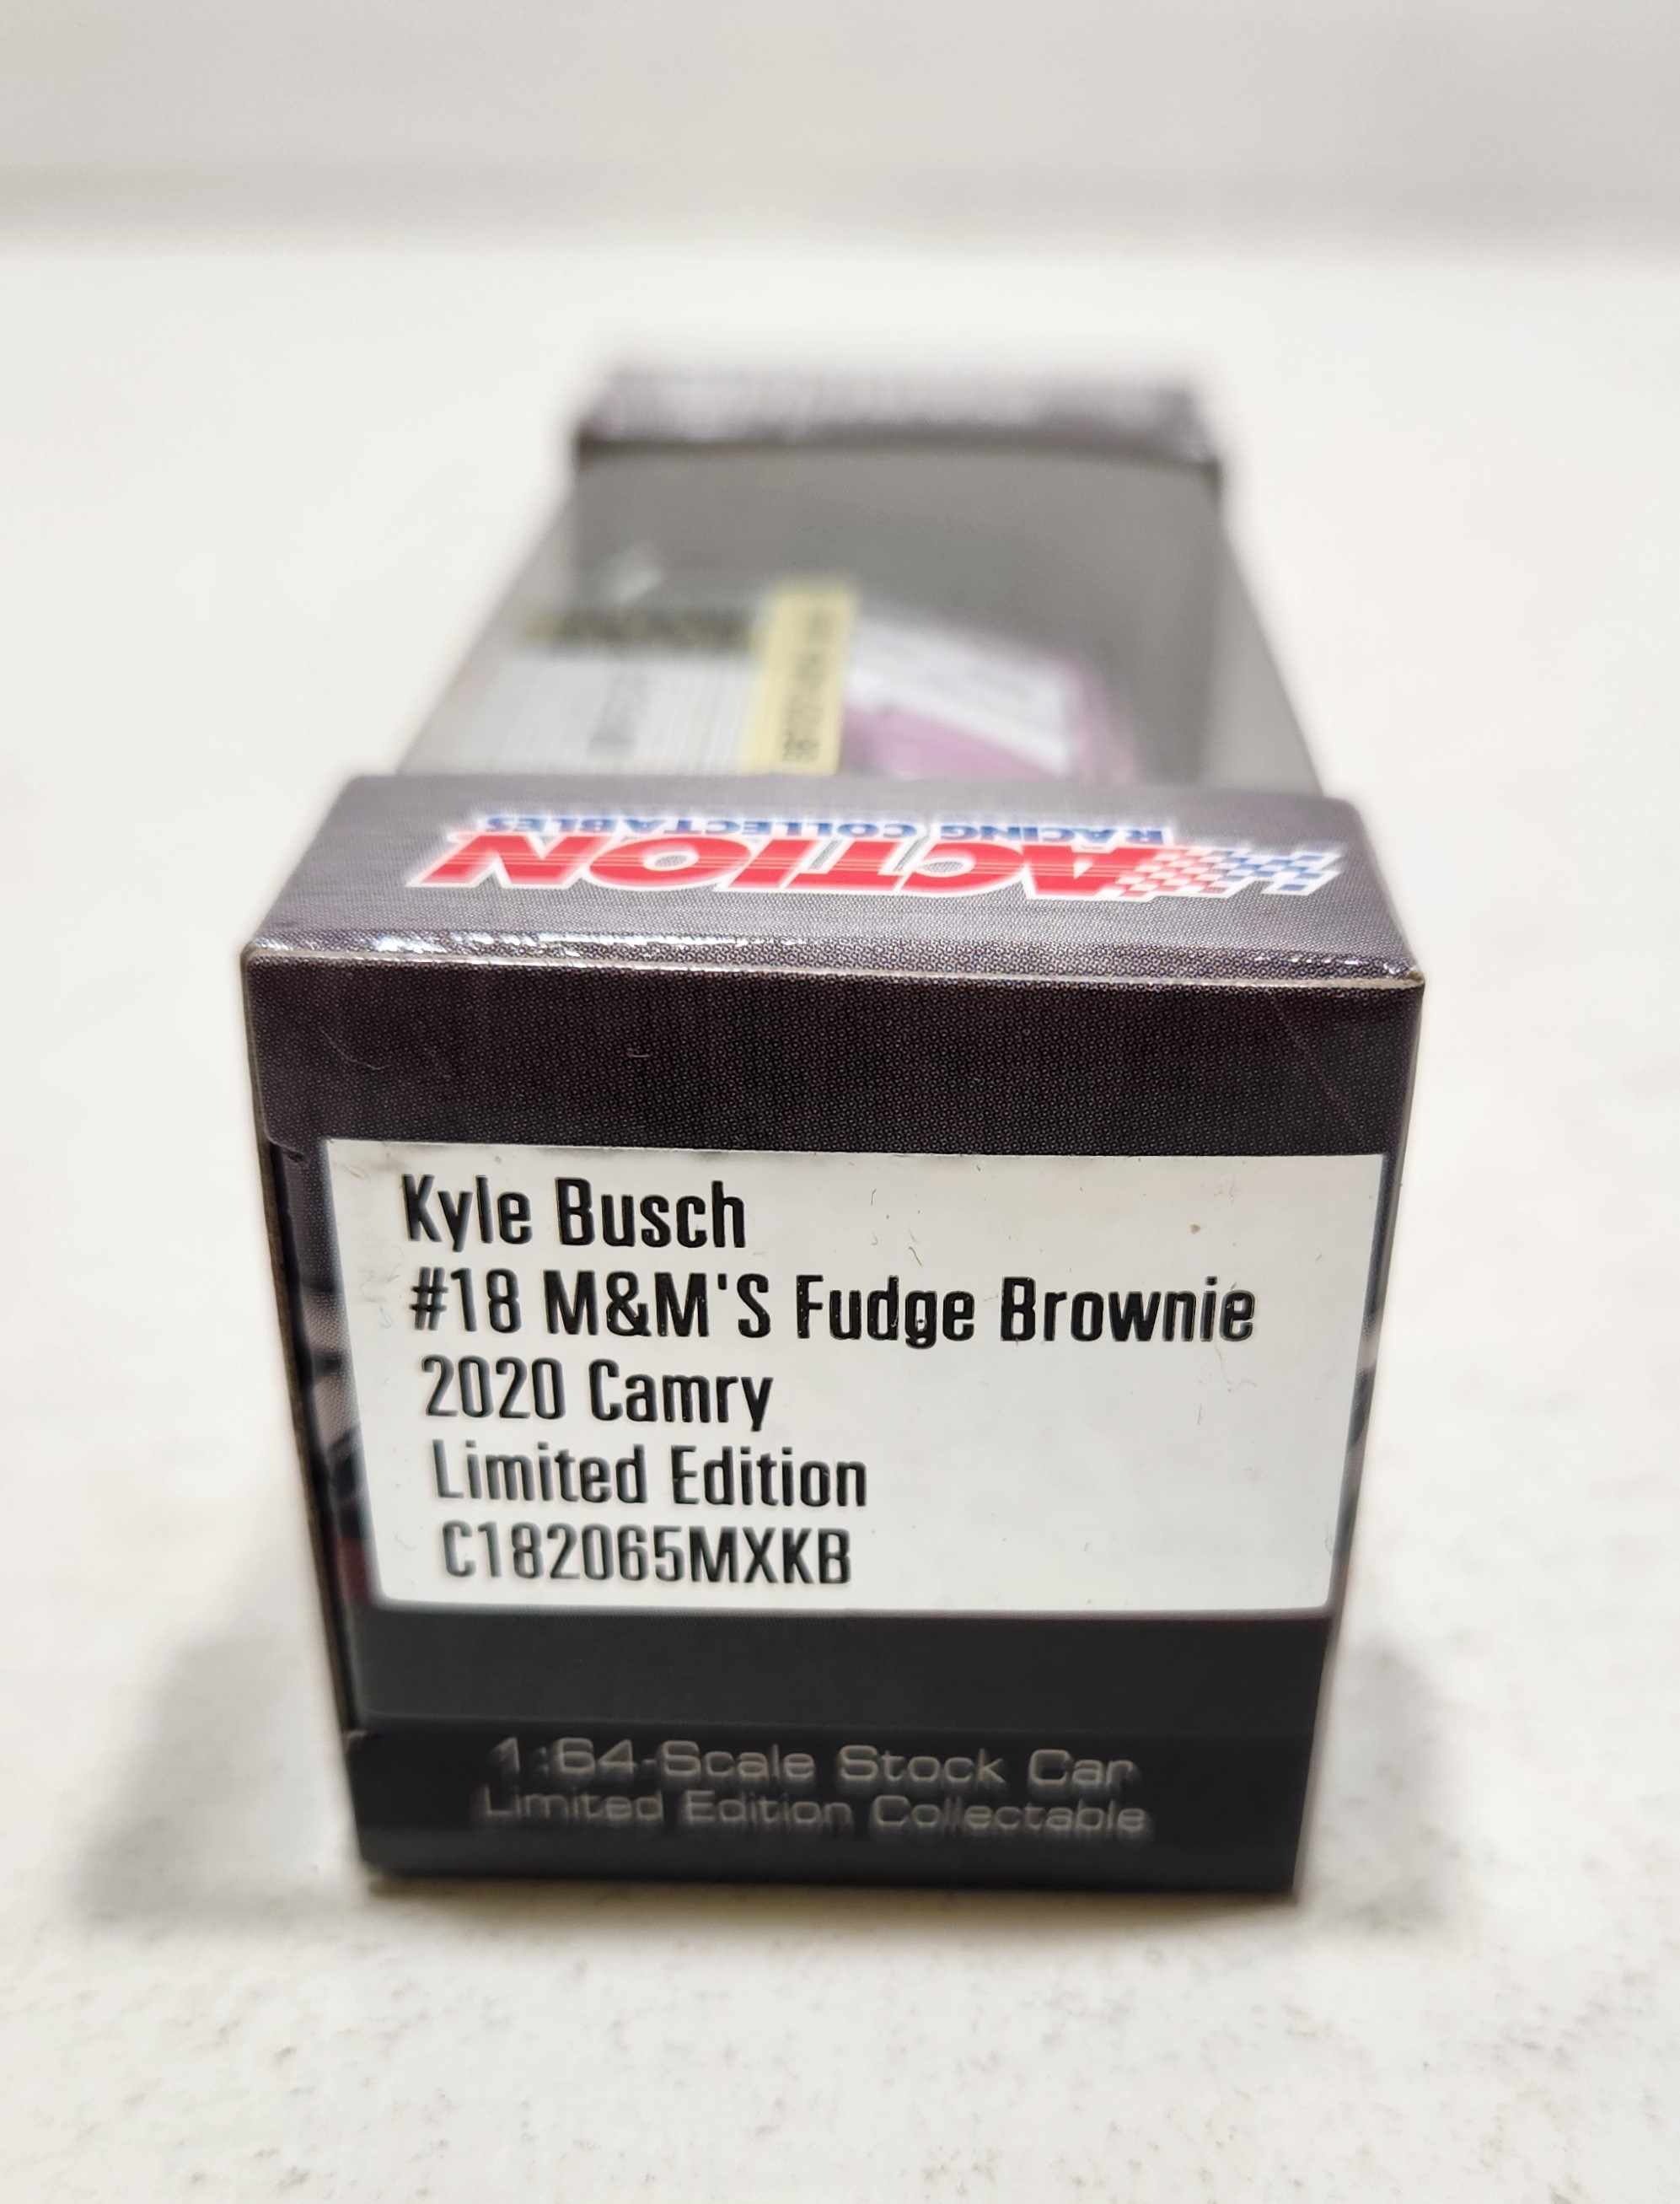 ACTION
RACING COLLECTABLES
Kyle Busch
#18 M&M'S Fudge Brownie
2020 Camry
Limited Edition
C182065MXKB
1:64-Scale Stock Car
Limited Edition Collectable